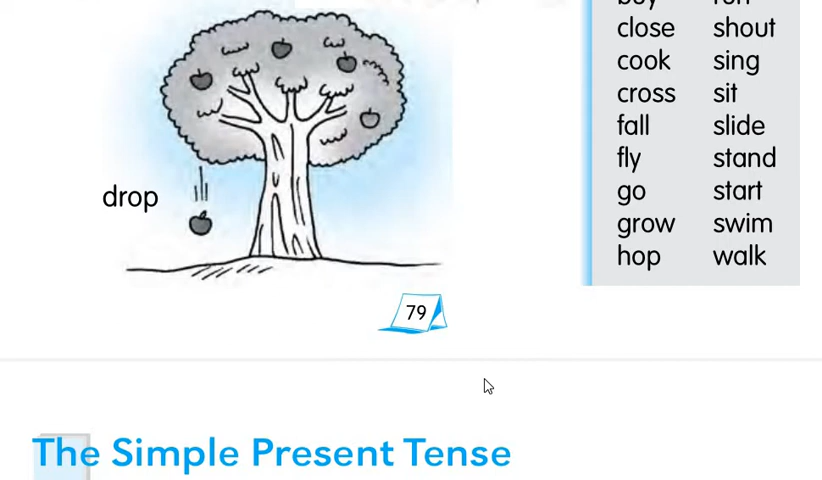 close shout
cook sing
cross sit
fall slide
fly stand
go start
grow swim
hop walk
drop
79
The Simple Present Tense